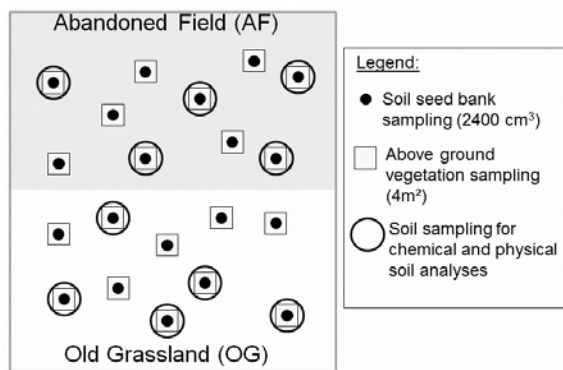 Abandoned Field (AF)
Old Grassland (OG)
Legend:
Soil seed bank
sampling (2400 cm³)
Above ground
vegetation sampling
(4m²)
Soil sampling for
chemical and physical
soil analyses